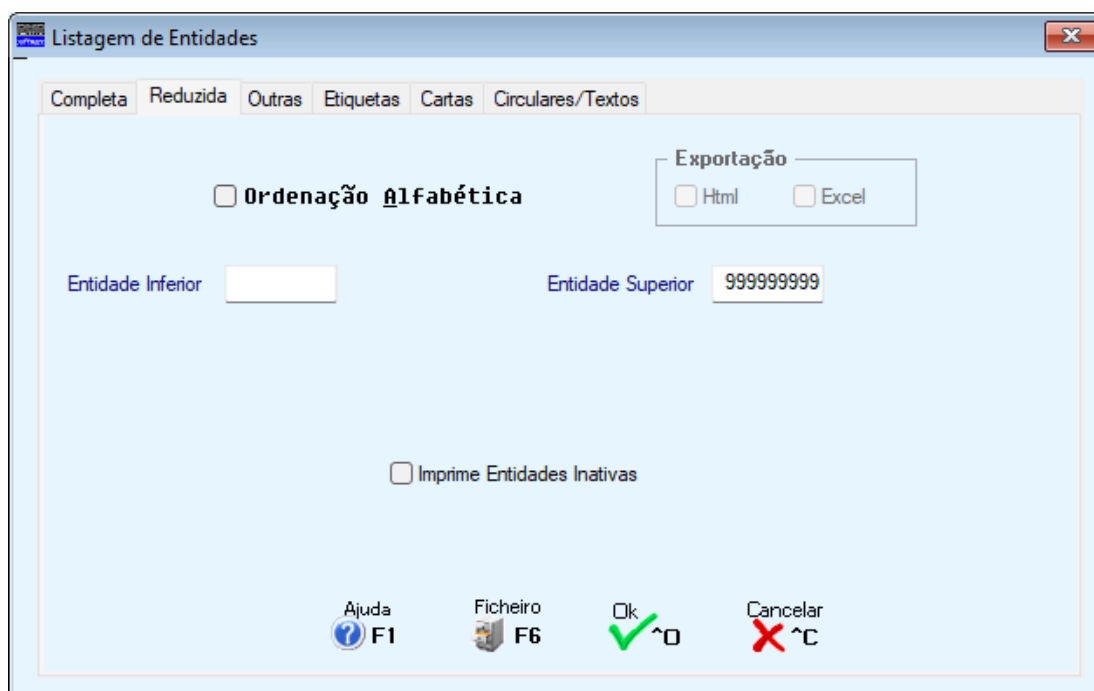 Listagem de Entidades
Completa Reduzida Outras Etiquetas Cartas Circulares/Textos
Exportação
Ordenação Alfabética
Html Excel
Entidade Inferior Entidade Superior 999999999
Imprime Entidades Inativas
Ajuda Ficheiro Ok Cancelar
F1 F6 ^O ^C